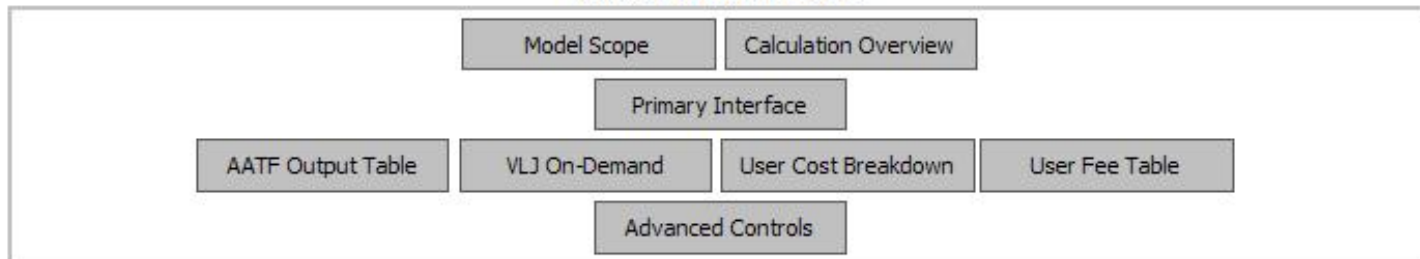 Model Scope Calculation Overview
Primary Interface
AATF Output Table VLJ On-Demand User Cost Breakdown User Fee Table
Advanced Controls